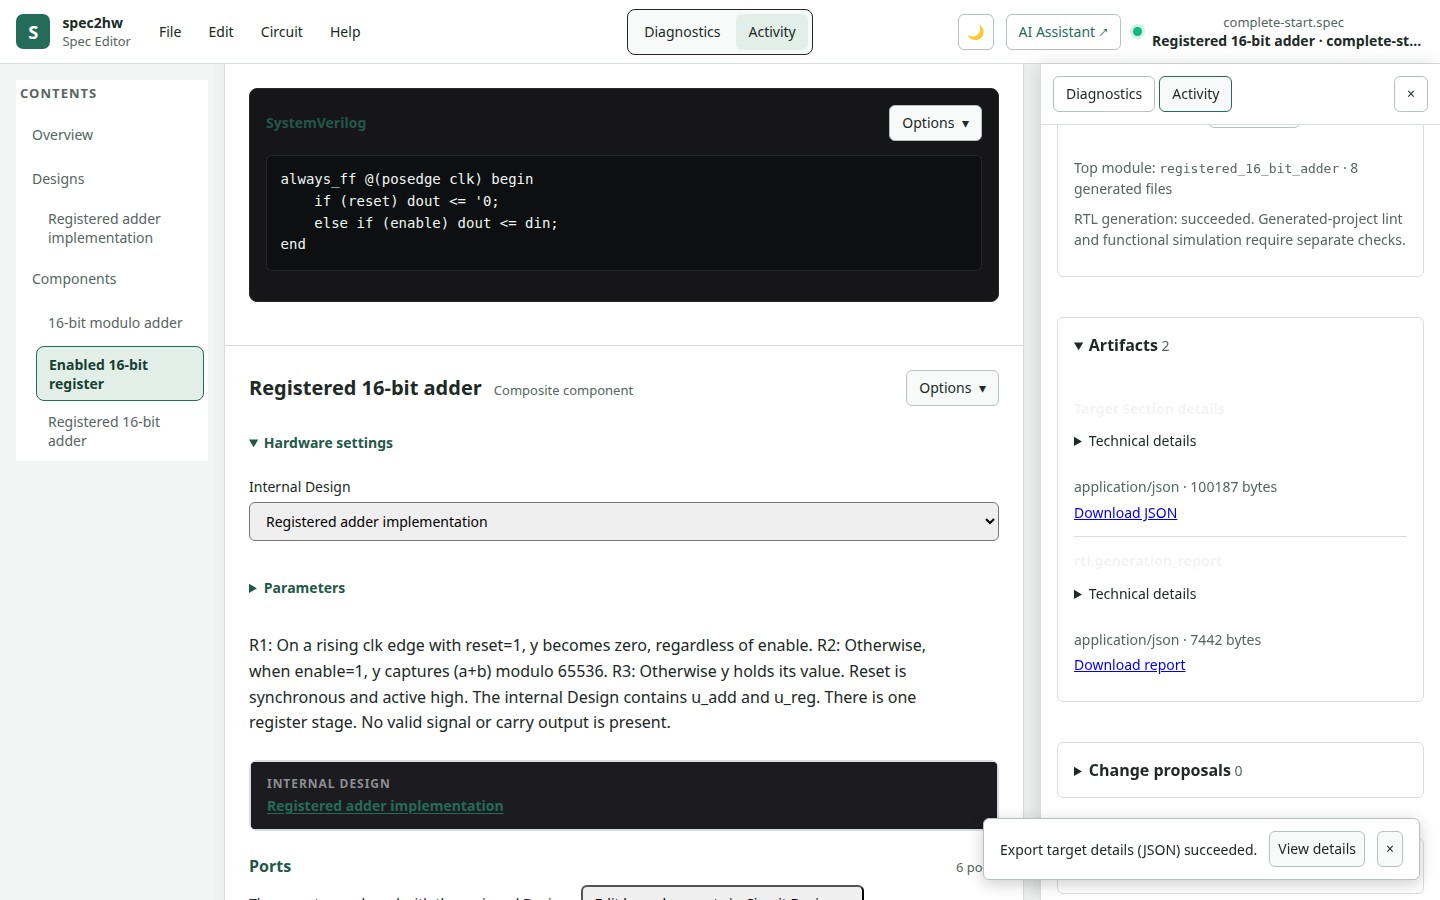 S
spec2hw
Spec Editor
File Edit Circuit Help
Diagnostics Activity
AI Assistant ↗
complete-start.spec
Registered 16-bit adder · complete-st…
CONTENTS
Overview
Designs
Registered adder
implementation
Components
16-bit modulo adder
Enabled 16-bit
register
Registered 16-bit
adder
SystemVerilog
Options ▾
always_ff @(posedge clk) begin
    if (reset) dout <= '0;
    else if (enable) dout <= din;
end
Registered 16-bit adder Composite component
Options ▾
▼ Hardware settings
Internal Design
Registered adder implementation
▶ Parameters
R1: On a rising clk edge with reset=1, y becomes zero, regardless of enable. R2: Otherwise,
when enable=1, y captures (a+b) modulo 65536. R3: Otherwise y holds its value. Reset is
synchronous and active high. The internal Design contains u_add and u_reg. There is one
register stage. No valid signal or carry output is present.
INTERNAL DESIGN
Registered adder implementation
Ports
6 po
Diagnostics Activity ×
Top module: registered_16_bit_adder · 8
generated files
RTL generation: succeeded. Generated-project lint
and functional simulation require separate checks.
▼ Artifacts 2
Target Section details
▶ Technical details
application/json · 100187 bytes
Download JSON
rtl.generation_report
▶ Technical details
application/json · 7442 bytes
Download report
▶ Change proposals 0
Export target details (JSON) succeeded. View details ×